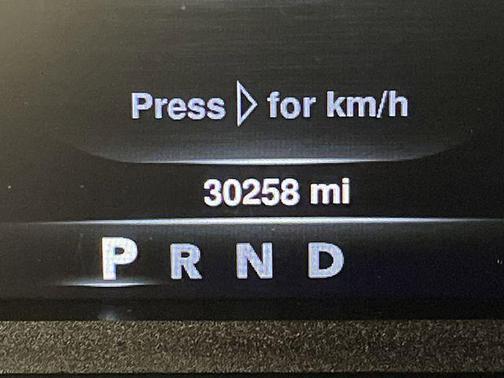 Press ▷ for km/h
30258 mi
P R N D